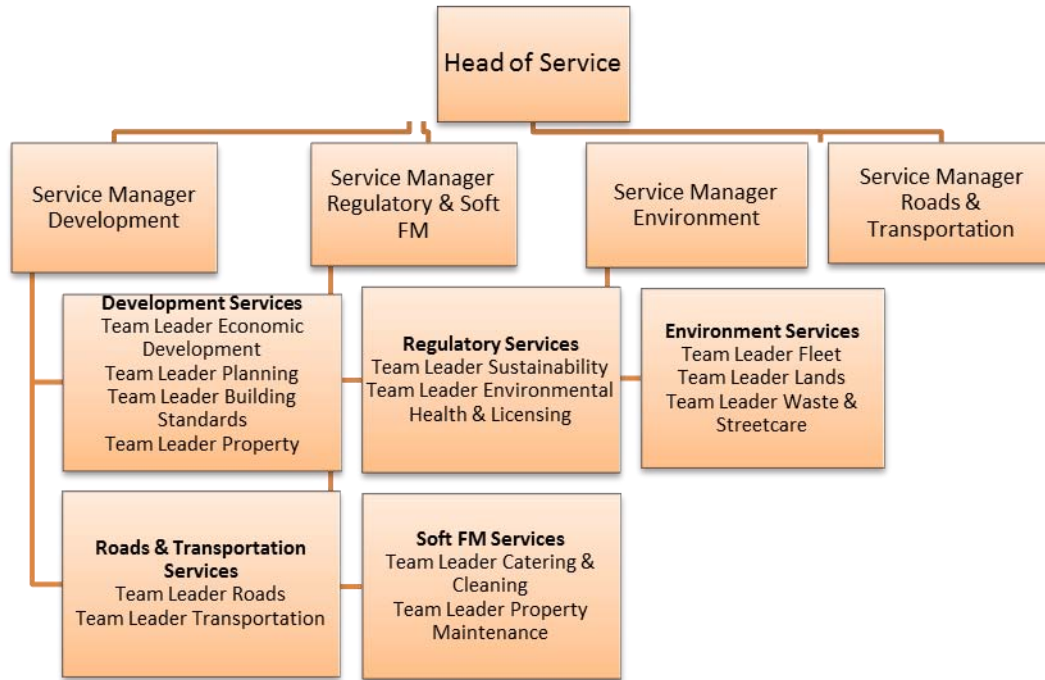 Head of Service
Service Manager
Development
Service Manager
Regulatory & Soft
FM
Service Manager
Environment
Service Manager
Roads &
Transportation
Development Services
Team Leader Economic
Development
Team Leader Planning
Team Leader Building
Standards
Team Leader Property
Regulatory Services
Team Leader Sustainability
Team Leader Environmental
Health & Licensing
Environment Services
Team Leader Fleet
Team Leader Lands
Team Leader Waste &
Streetcare
Roads & Transportation
Services
Team Leader Roads
Team Leader Transportation
Soft FM Services
Team Leader Catering &
Cleaning
Team Leader Property
Maintenance